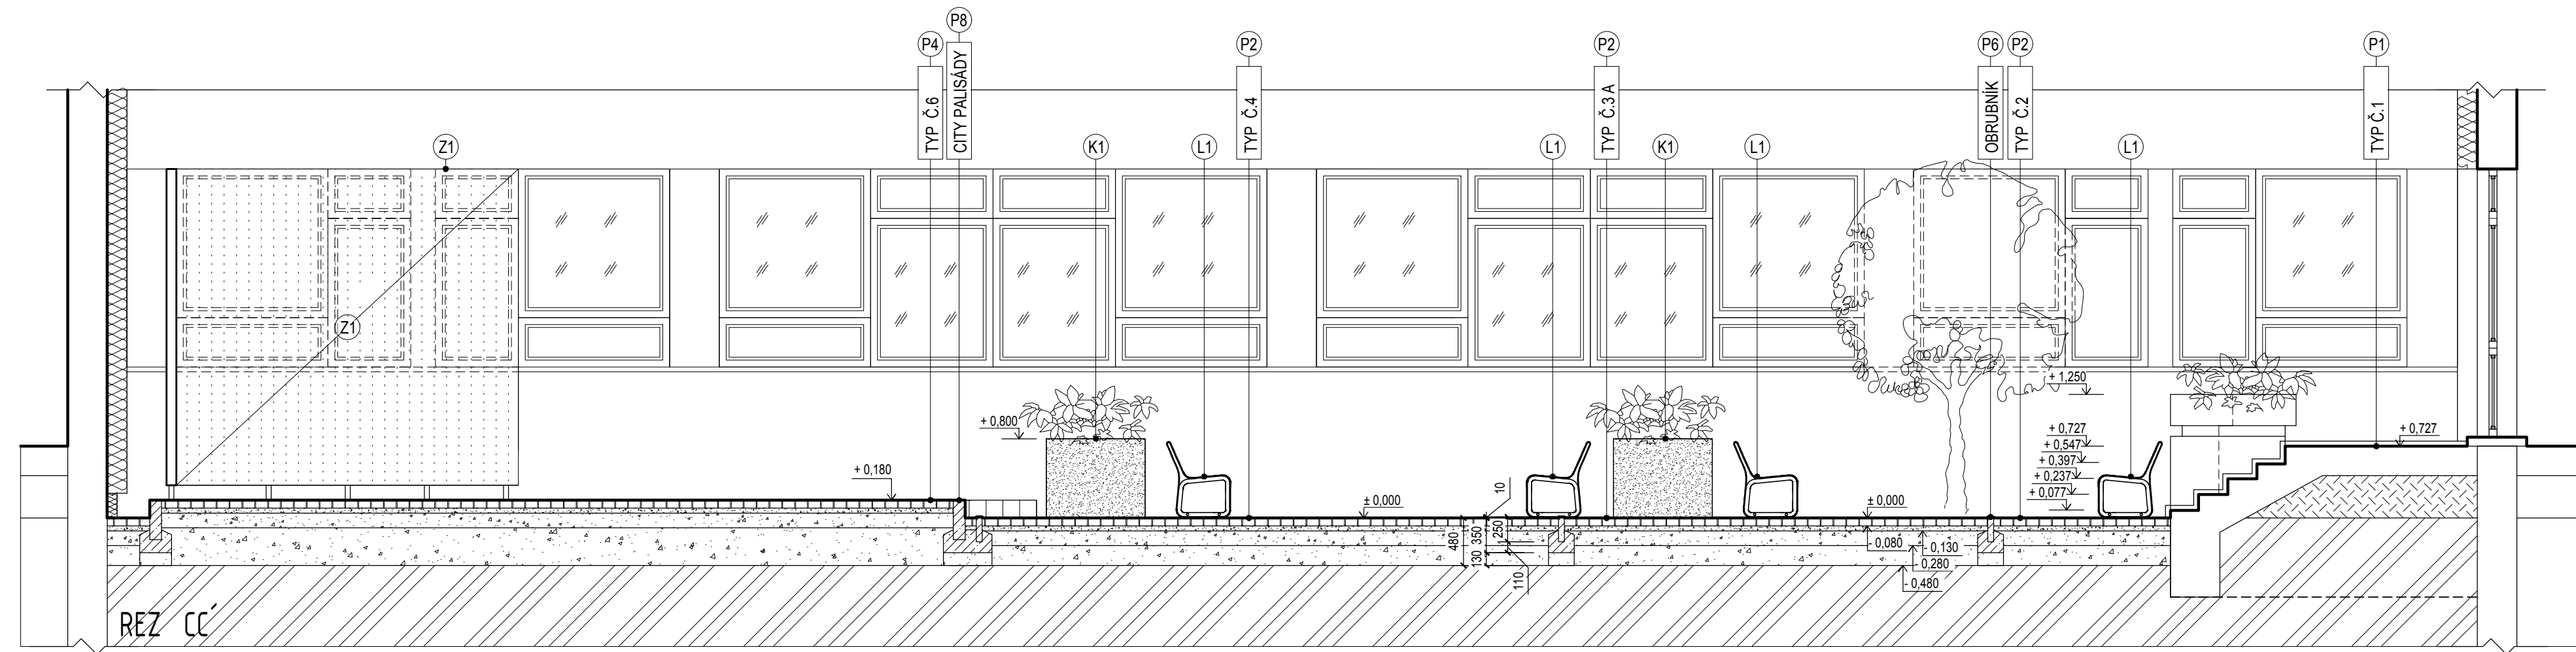 P8
P4
P2
P2
P6
P2
P1
TYP Č.6
CITY PALISÁDY
TYP Č.4
TYP Č.3 A
OBRUBNÍK
TYP Č.2
TYP Č.1
Z1
K1
L1
L1
K1
L1
L1
Z1
+ 1,250
+ 0,800
+ 0,727
+ 0,727
+ 0,547
+ 0,397
+ 0,180
+ 0,237
+ 0,077
10
± 0,000
± 0,000
480
350
250
130
110
- 0,080
- 0,130
- 0,280
- 0,480
REZ CĆ